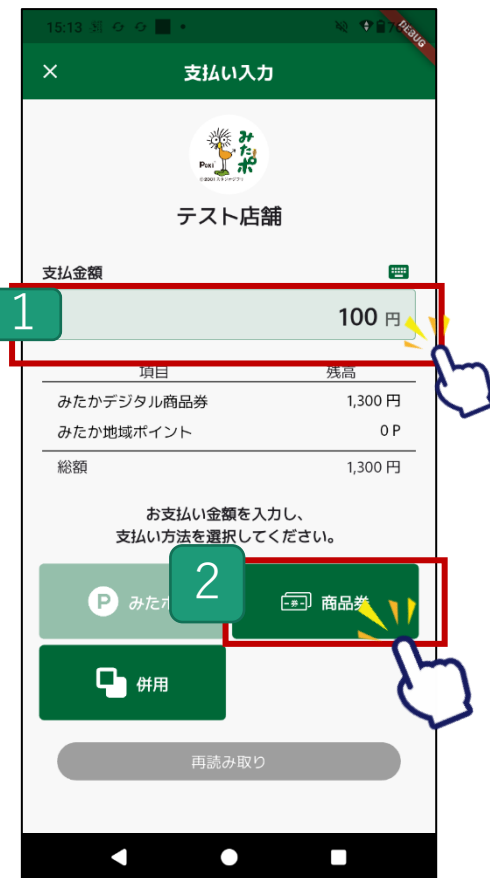 15:13
DEBUG
支払い入力
みた
ポ
Poki
テスト店舗
支払金額
1
100 円
項目 残高
みたかデジタル商品券 1,300 円
みたか地域ポイント 0 P
総額 1,300 円
お支払い金額を入力し、
支払い方法を選択してください。
2
P みたポ
券 商品券
併用
再読み取り